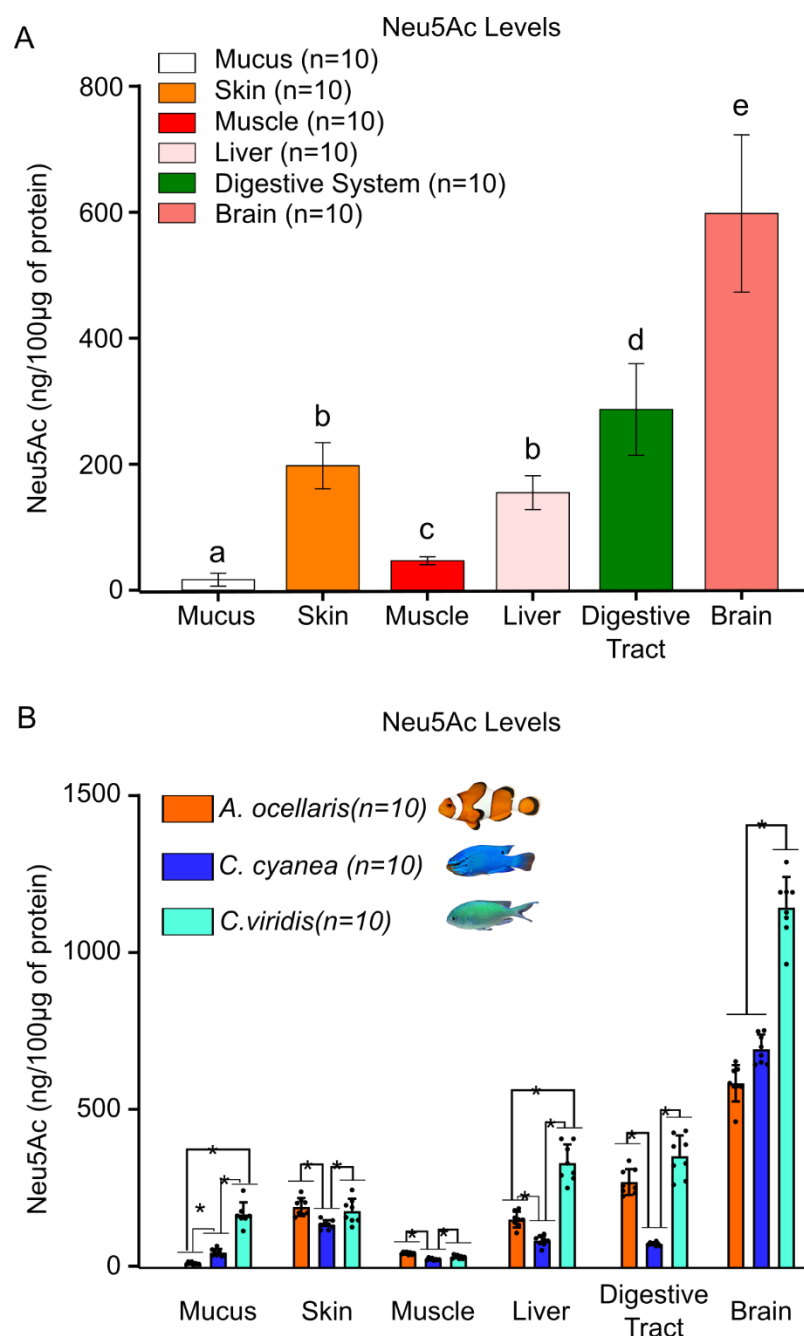 A
Neu5Ac Levels
Mucus (n=10)
Skin (n=10)
Muscle (n=10)
Liver (n=10)
Digestive System (n=10)
Brain (n=10)
Neu5Ac (ng/100µg of protein)
800
600
400
200
0
a
b
c
b
d
e
Mucus
Skin
Muscle
Liver
Digestive
Tract
Brain
B
Neu5Ac Levels
A. ocellaris(n=10)
C. cyanea (n=10)
C.viridis(n=10)
Neu5Ac (ng/100µg of protein)
1500
1000
500
0
*
*
*
*
*
*
*
*
*
*
*
*
*
Mucus
Skin
Muscle
Liver
Digestive
Tract
Brain